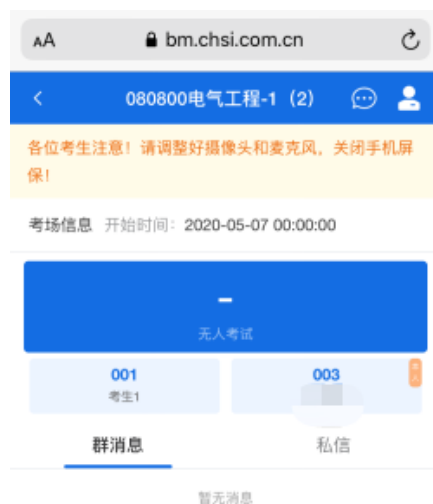 AA bm.chsi.com.cn
080800电气工程-1（2）
各位考生注意！请调整好摄像头和麦克风，关闭手机屏
保！
考场信息 开始时间：2020-05-07 00:00:00
–
无人考试
001 003
考生1
本人
群消息 私信
暂无消息